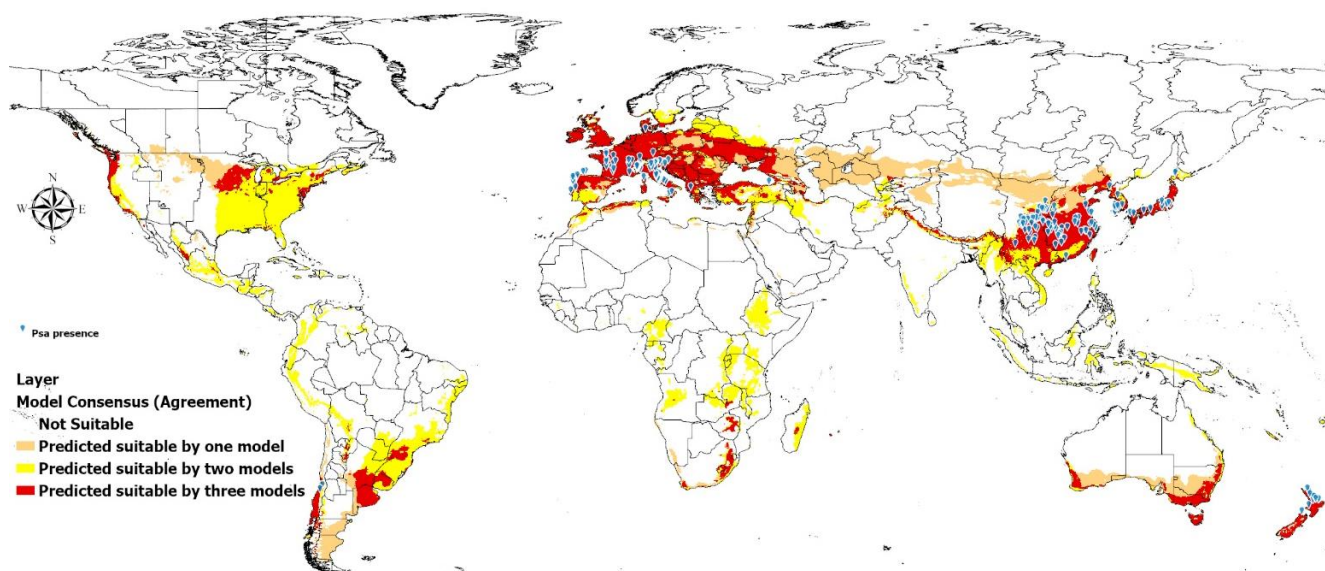 N
W E
S
Psa presence
Layer
Model Consensus (Agreement)
Not Suitable
Predicted suitable by one model
Predicted suitable by two models
Predicted suitable by three models